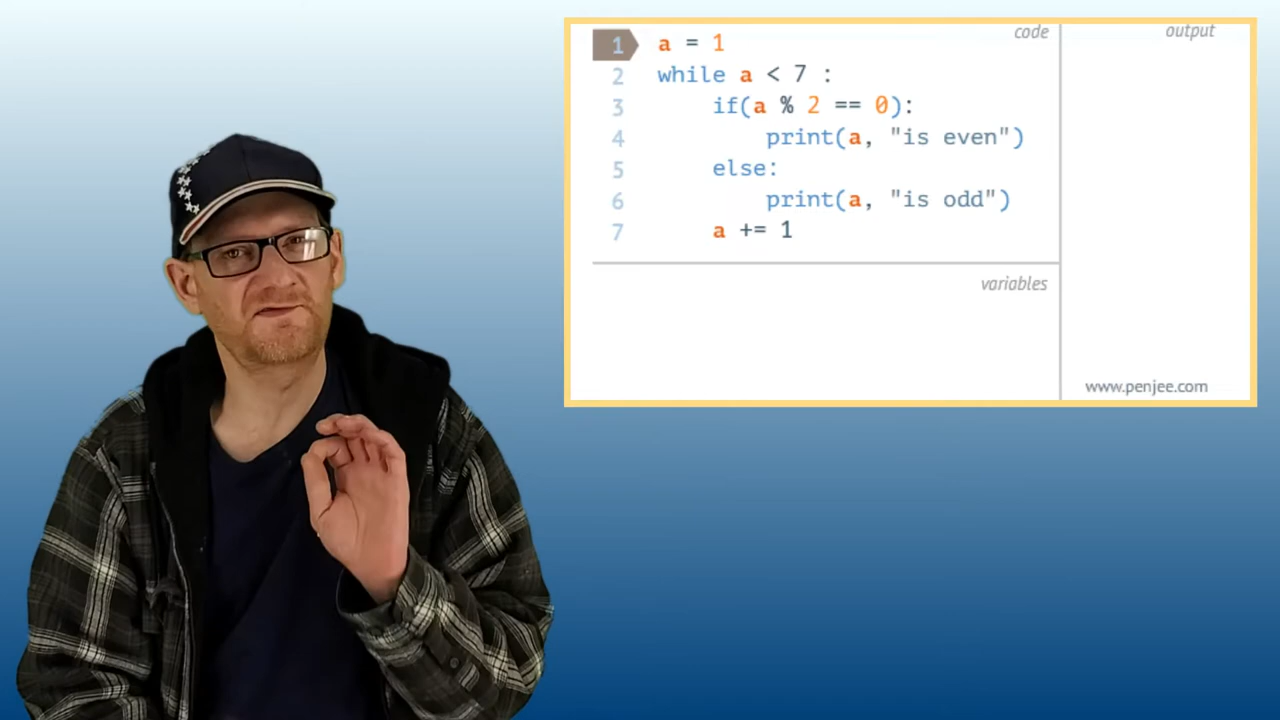 code
output
1 a = 1
2 while a < 7 :
3 if(a % 2 == 0):
4 print(a, "is even")
5 else:
6 print(a, "is odd")
7 a += 1
variables
www.penjee.com